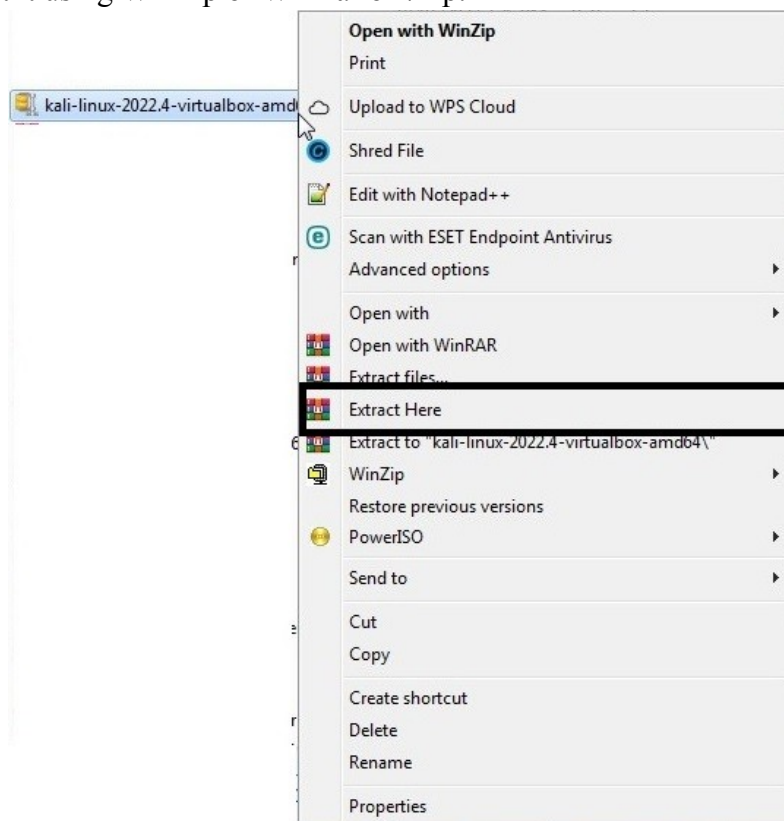 Open with WinZip
Print
kali-linux-2022.4-virtualbox-amd
Upload to WPS Cloud
Shred File
Edit with Notepad++
Scan with ESET Endpoint Antivirus
Advanced options
Open with
Open with WinRAR
Extract files...
Extract Here
Extract to "kali-linux-2022.4-virtualbox-amd64\"
WinZip
Restore previous versions
PowerISO
Send to
Cut
Copy
Create shortcut
Delete
Rename
Properties